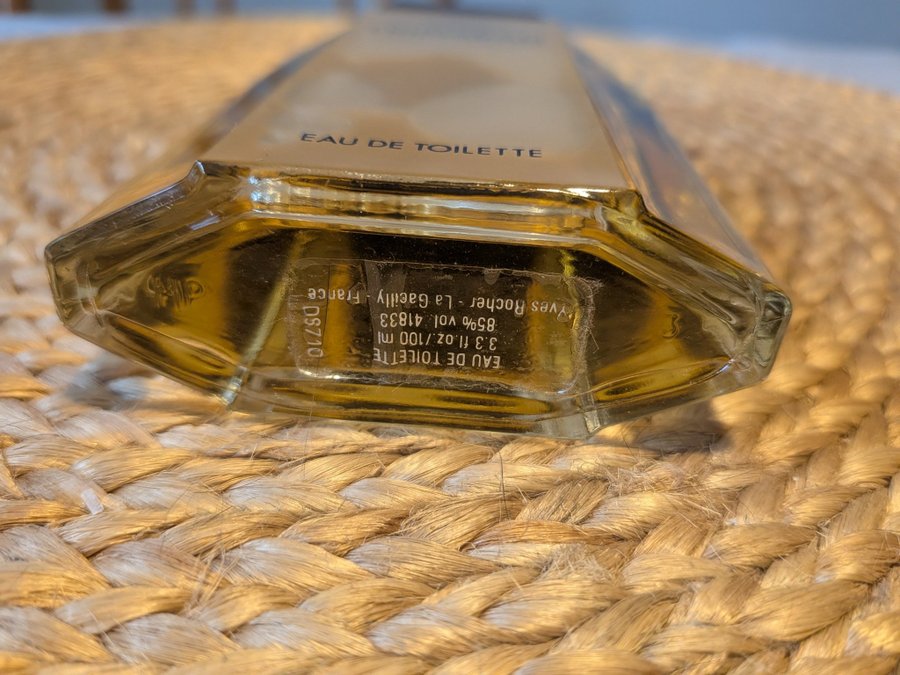 EAU DE TOILETTE
EAU DE TOILETTE
3.3 fl.oz./100 ml
85% vol 41833
Yves Rocher - La Gacilly - France